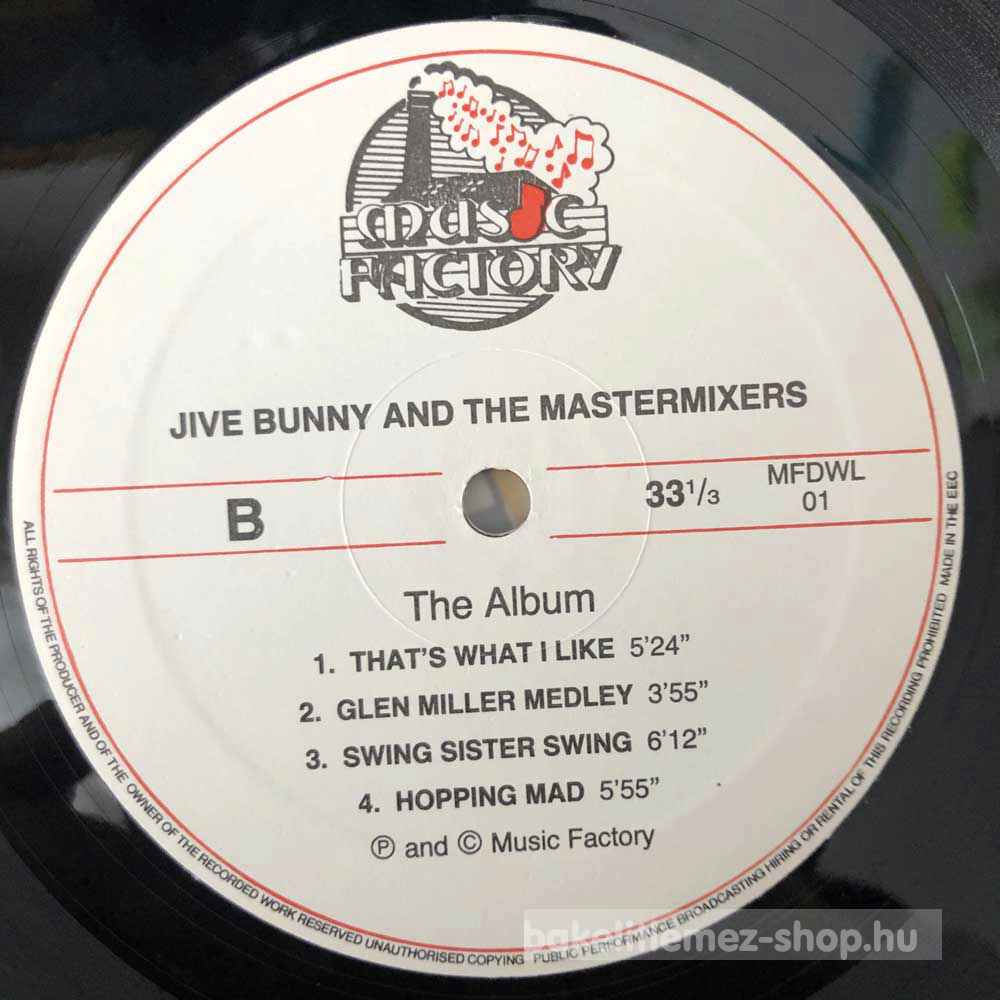 music
FACTORY
JIVE BUNNY AND THE MASTERMIXERS
B
33 1/3
MFDWL
01
The Album
1. THAT'S WHAT I LIKE 5'24”
2. GLEN MILLER MEDLEY 3'55”
3. SWING SISTER SWING 6'12”
4. HOPPING MAD 5'55”
Ⓟ and © Music Factory
ALL RIGHTS OF THE PRODUCER AND OF THE OWNER OF THE RECORDED WORK RESERVED UNAUTHORISED COPYING PUBLIC PERFORMANCE BROADCASTING HIRING OR RENTAL OF THIS RECORDING PROHIBITED MADE IN THE EEC
bakelitlemez-shop.hu